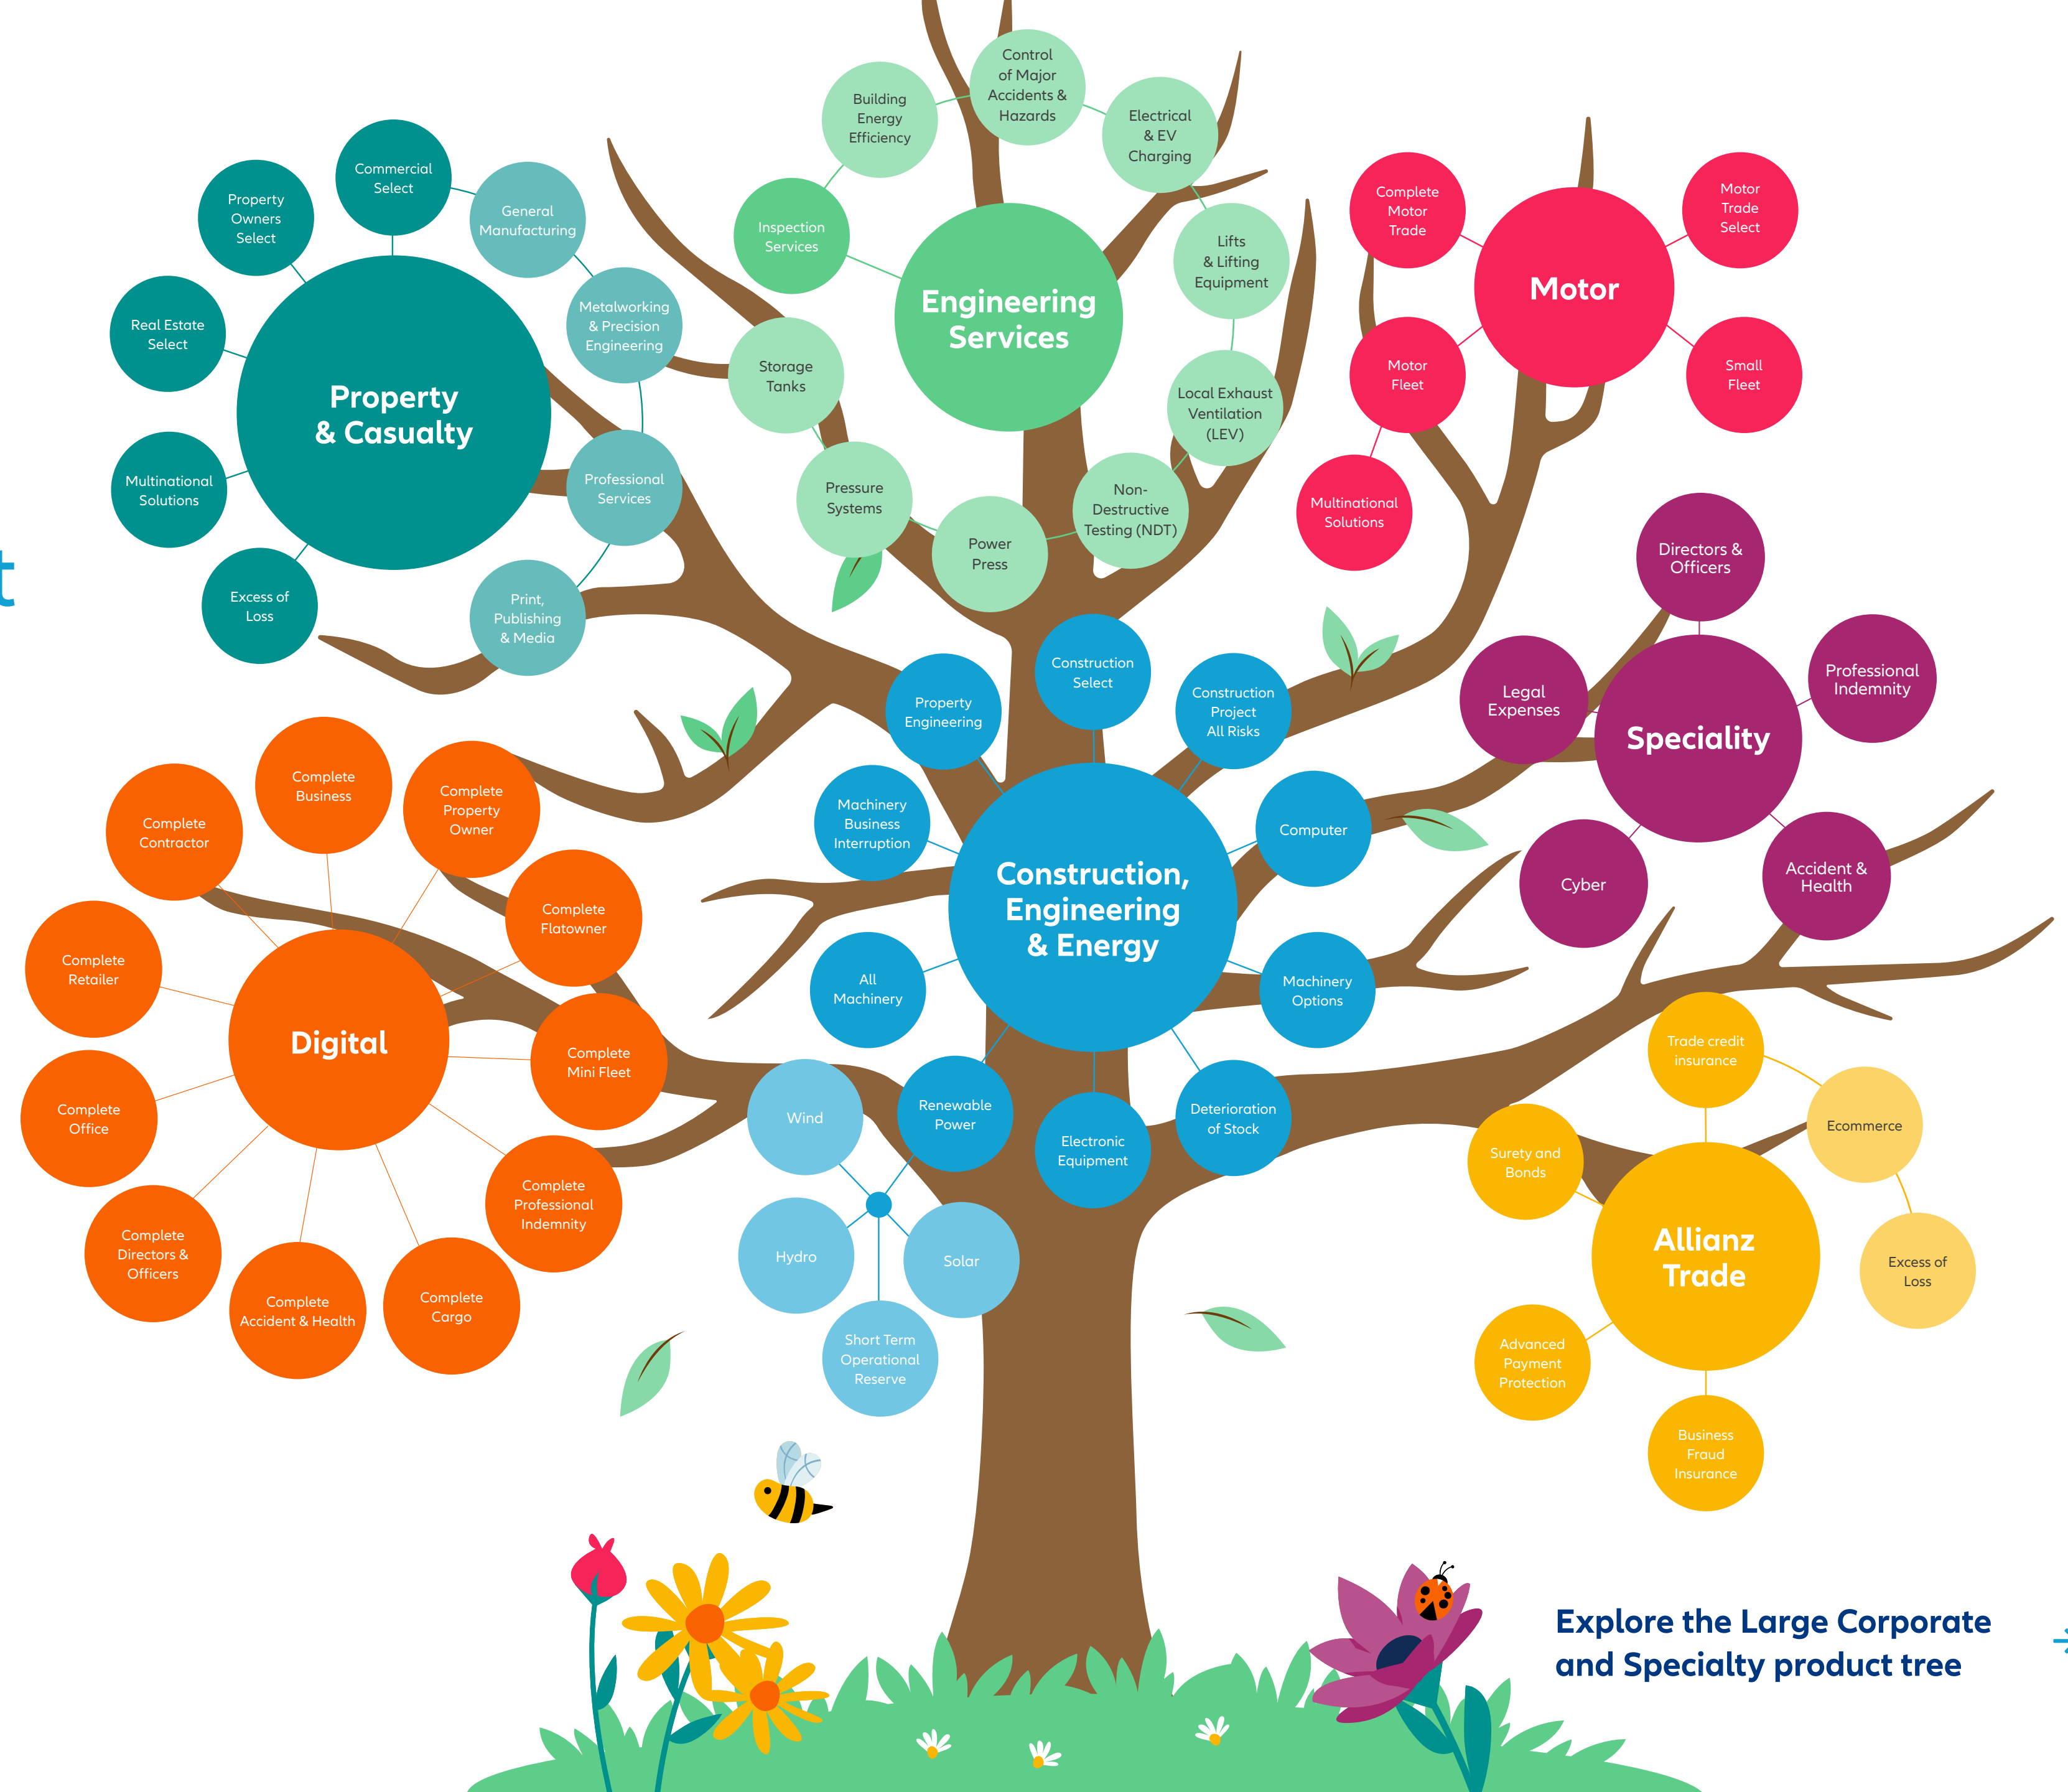 t
Property
& Casualty
Commercial
Select
Property
Owners
Select
Real Estate
Select
Multinational
Solutions
Excess of
Loss
General
Manufacturing
Metalworking
& Precision
Engineering
Professional
Services
Print,
Publishing
& Media
Engineering
Services
Inspection
Services
Building
Energy
Efficiency
Control
of Major
Accidents &
Hazards
Electrical
& EV
Charging
Lifts
& Lifting
Equipment
Local Exhaust
Ventilation
(LEV)
Non-
Destructive
Testing (NDT)
Power
Press
Pressure
Systems
Storage
Tanks
Motor
Complete
Motor
Trade
Motor
Trade
Select
Motor
Fleet
Small
Fleet
Multinational
Solutions
Speciality
Directors &
Officers
Professional
Indemnity
Legal
Expenses
Cyber
Accident &
Health
Construction,
Engineering
& Energy
Property
Engineering
Construction
Select
Construction
Project
All Risks
Machinery
Business
Interruption
Computer
All
Machinery
Machinery
Options
Renewable
Power
Electronic
Equipment
Deterioration
of Stock
Wind
Hydro
Solar
Short Term
Operational
Reserve
Digital
Complete
Contractor
Complete
Business
Complete
Property
Owner
Complete
Flatowner
Complete
Retailer
Complete
Mini Fleet
Complete
Office
Complete
Professional
Indemnity
Complete
Directors &
Officers
Complete
Accident & Health
Complete
Cargo
Allianz
Trade
Trade credit
insurance
Ecommerce
Surety and
Bonds
Excess of
Loss
Advanced
Payment
Protection
Business
Fraud
Insurance
Explore the Large Corporate
and Specialty product tree